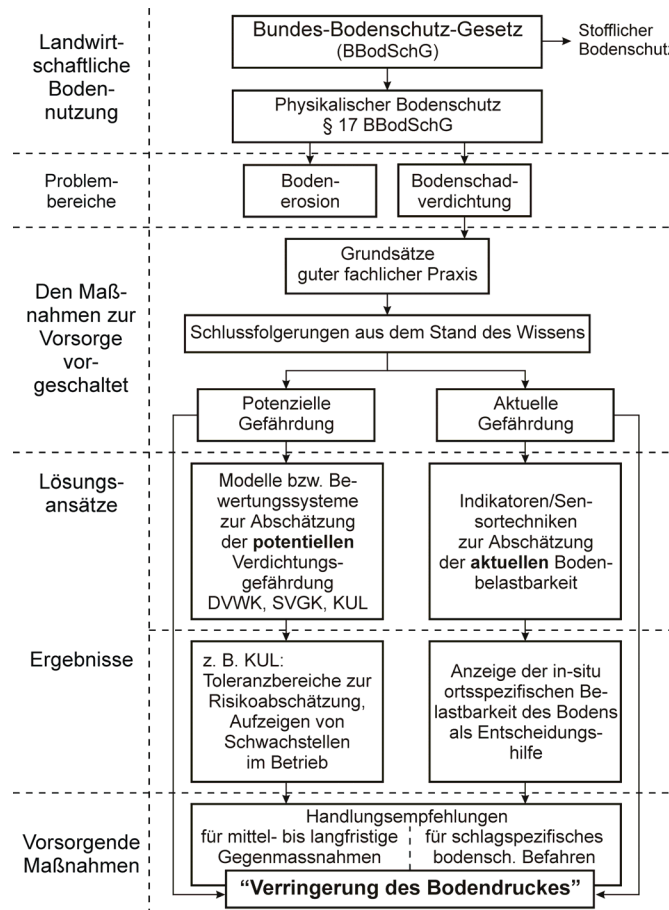 Landwirt-
schaftliche
Boden-
nutzung
Bundes-Bodenschutz-Gesetz
(BBodSchG)
Stofflicher
Bodenschutz
Physikalischer Bodenschutz
§ 17 BBodSchG
Problem-
bereiche
Boden-
erosion
Bodenschad-
verdichtung
Den Maß-
nahmen zur
Vorsorge
vor-
geschaltet
Grundsätze
guter fachlicher Praxis
Schlussfolgerungen aus dem Stand des Wissens
Potenzielle
Gefährdung
Aktuelle
Gefährdung
Lösungs-
ansätze
Modelle bzw. Be-
wertungssysteme
zur Abschätzung
der potentiellen
Verdichtungs-
gefährdung
DVWK, SVGK, KUL
Indikatoren/Sen-
sortechniken
zur Abschätzung
der aktuellen Boden-
belastbarkeit
Ergebnisse
z. B. KUL:
Toleranzbereiche zur
Risikoabschätzung,
Aufzeigen von
Schwachstellen
im Betrieb
Anzeige der in-situ
ortsspezifischen Be-
lastbarkeit des Bodens
als Entscheidungs-
hilfe
Vorsorgende
Maßnahmen
Handlungsempfehlungen
für mittel- bis langfristige
Gegenmassnahmen
für schlagspezifisches
bodensch. Befahren
“Verringerung des Bodendruckes”